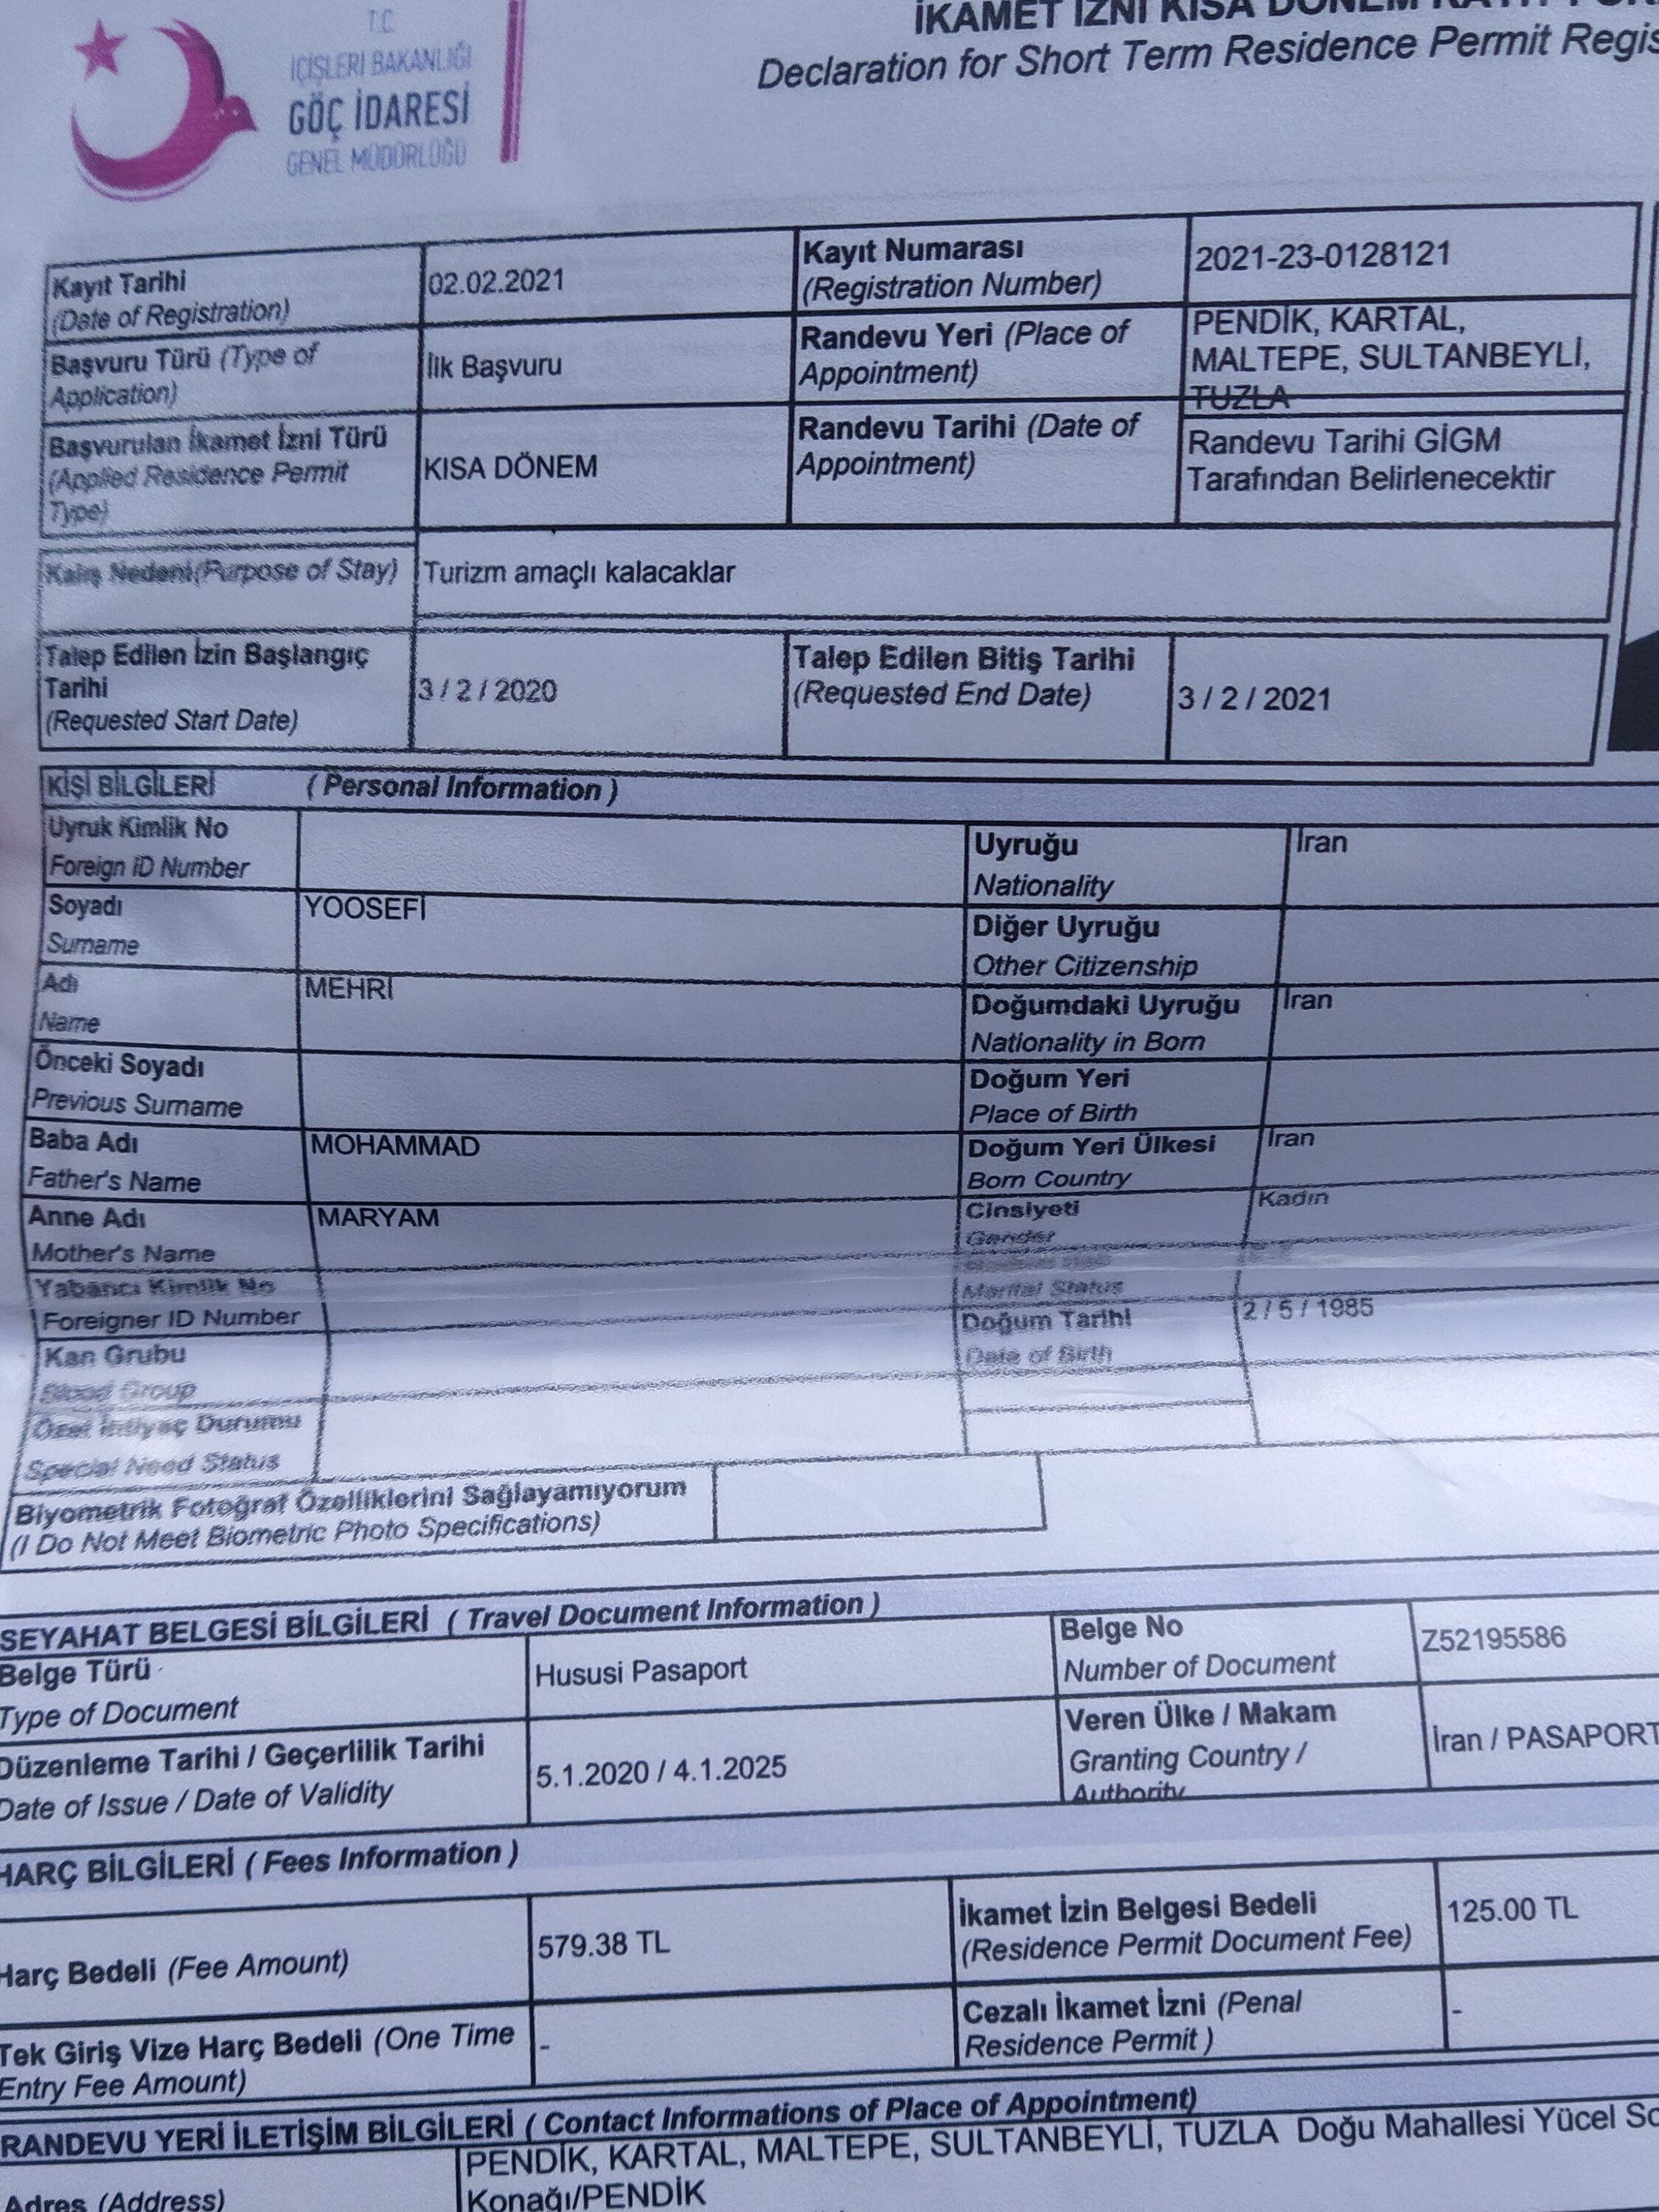 T.C.
İÇİŞLERİ BAKANLIĞI
GÖÇ İDARESİ
GENEL MÜDÜRLÜĞÜ
İKAMET İZNİ KISA DÖNEM KAYIT
Declaration for Short Term Residence Permit Regis
Kayıt Tarihi
(Date of Registration)
02.02.2021
Kayıt Numarası
(Registration Number)
2021-23-0128121
Başvuru Türü (Type of
Application)
İlk Başvuru
Randevu Yeri (Place of
Appointment)
PENDİK, KARTAL,
MALTEPE, SULTANBEYLİ,
TUZLA
Başvurulan İkamet İzni Türü
(Applied Residence Permit
Type)
KISA DÖNEM
Randevu Tarihi (Date of
Appointment)
Randevu Tarihi GİGM
Tarafından Belirlenecektir
Kalış Nedeni(Purpose of Stay)
Turizm amaçlı kalacaklar
Talep Edilen İzin Başlangıç
Tarihi
(Requested Start Date)
3 / 2 / 2020
Talep Edilen Bitiş Tarihi
(Requested End Date)
3 / 2 / 2021
KİŞİ BİLGİLERİ ( Personal Information )
Uyruk Kimlik No
Foreign ID Number
Uyruğu
Nationality
İran
Soyadı
Surname
YOOSEFİ
Diğer Uyruğu
Other Citizenship
Adı
Name
MEHRİ
Doğumdaki Uyruğu
Nationality in Born
İran
Önceki Soyadı
Previous Surname
Doğum Yeri
Place of Birth
Baba Adı
Father's Name
MOHAMMAD
Doğum Yeri Ülkesi
Born Country
İran
Anne Adı
Mother's Name
MARYAM
Cinsiyeti
Gender
Kadın
Yabancı Kimlik No
Foreigner ID Number
Marital Status
Kan Grubu
Blood Group
Doğum Tarihi
Date of Birth
2 / 5 / 1985
Özel İhtiyaç Durumu
Special Need Status
Biyometrik Fotoğraf Özelliklerini Sağlayamıyorum
(I Do Not Meet Biometric Photo Specifications)
SEYAHAT BELGESİ BİLGİLERİ ( Travel Document Information )
Belge Türü
Type of Document
Hususi Pasaport
Belge No
Number of Document
Z52195586
Düzenleme Tarihi / Geçerlilik Tarihi
Date of Issue / Date of Validity
5.1.2020 / 4.1.2025
Veren Ülke / Makam
Granting Country /
Authority
İran / PASAPORT
HARÇ BİLGİLERİ ( Fees Information )
Harç Bedeli (Fee Amount)
579.38 TL
İkamet İzin Belgesi Bedeli
(Residence Permit Document Fee)
125.00 TL
Tek Giriş Vize Harç Bedeli (One Time
Entry Fee Amount)
-
Cezalı İkamet İzni (Penal
Residence Permit )
-
RANDEVU YERİ İLETİŞİM BİLGİLERİ ( Contact Informations of Place of Appointment)
Adres (Address)
PENDİK, KARTAL, MALTEPE, SULTANBEYLİ, TUZLA Doğu Mahallesi Yücel So
Konağı/PENDİK